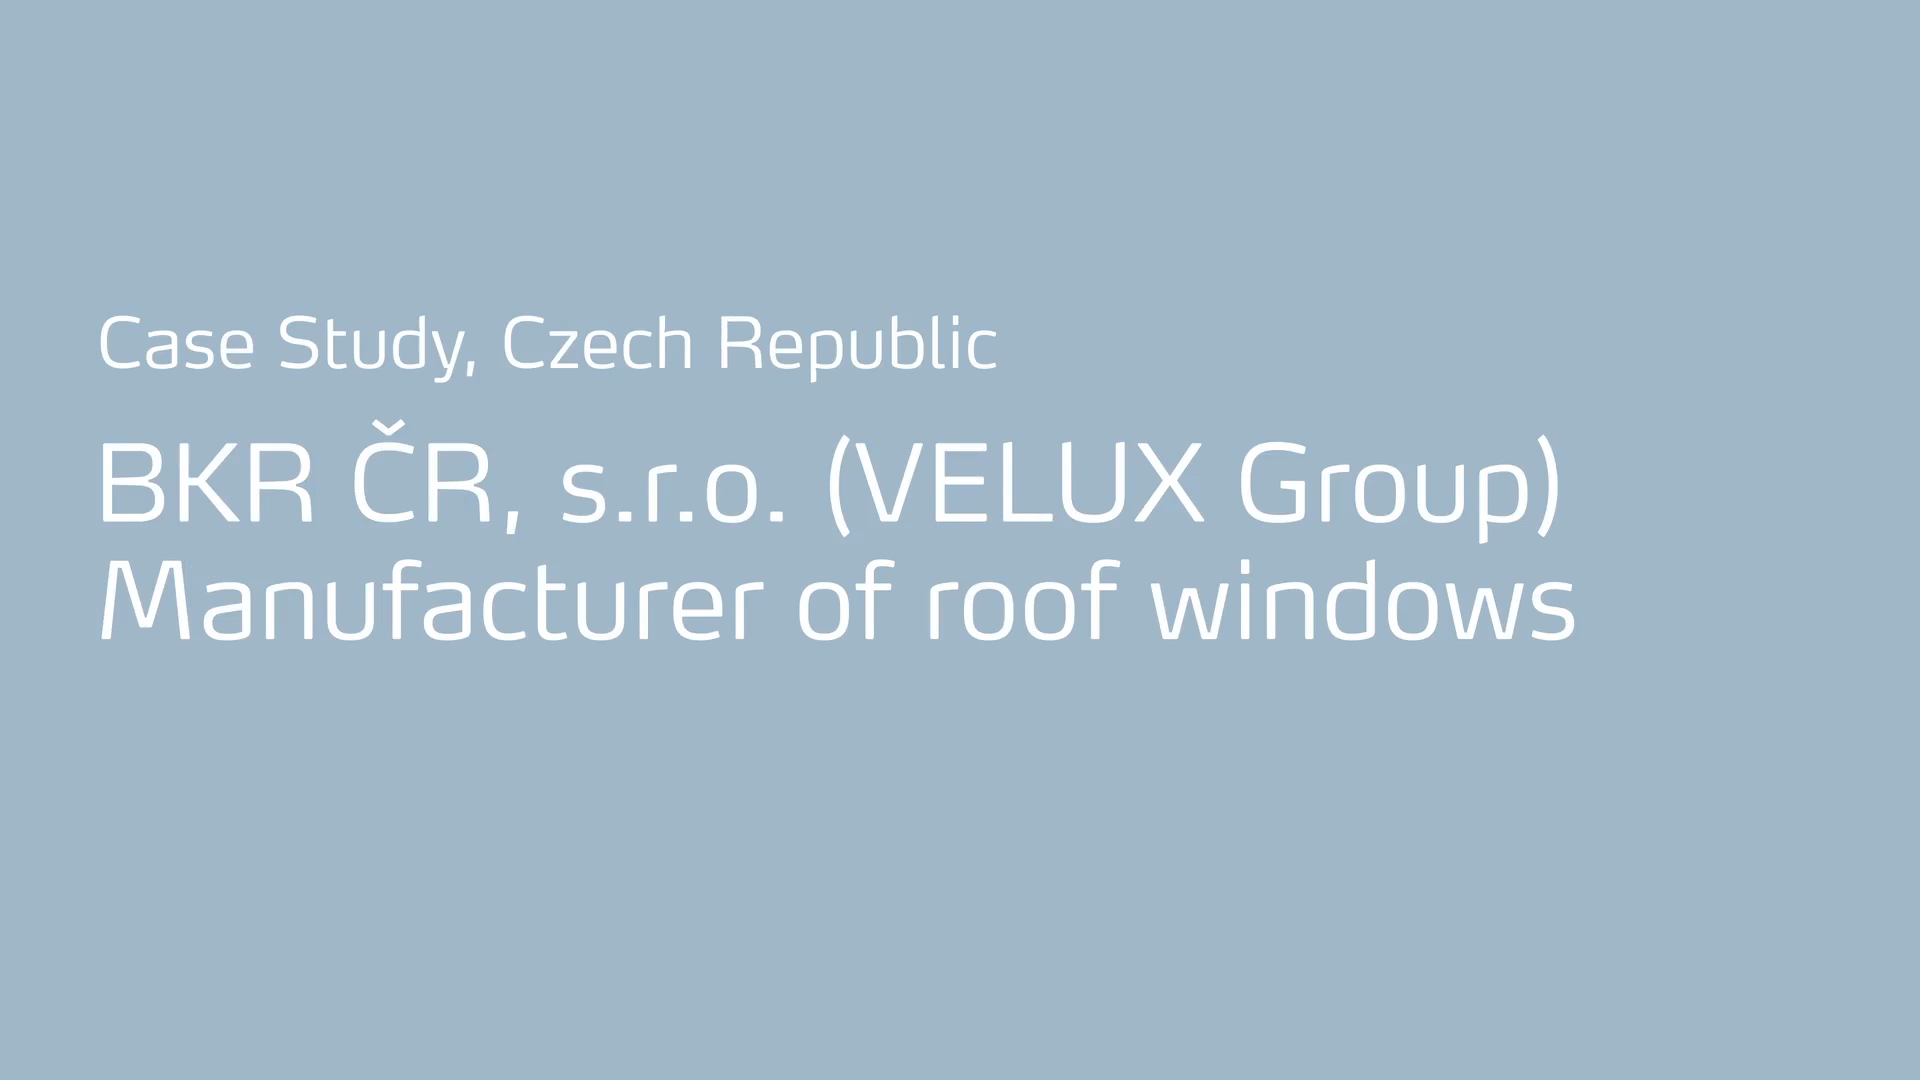 Case Study, Czech Republic
BKR ČR, s.r.o. (VELUX Group)
Manufacturer of roof windows